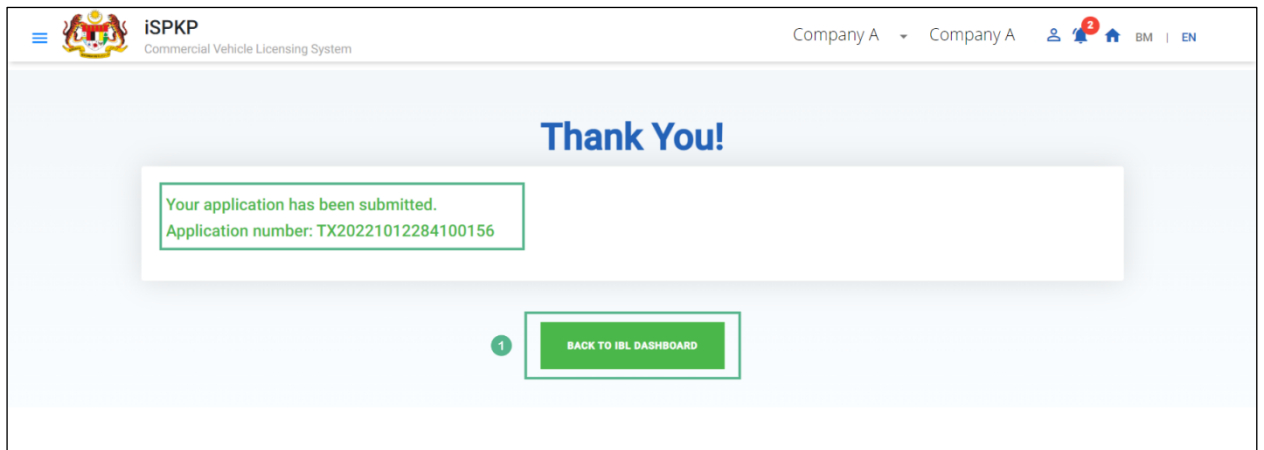 iSPKP
Commercial Vehicle Licensing System
Company A
Company A
2
BM | EN
Thank You!
Your application has been submitted.
Application number: TX20221012284100156
1
BACK TO IBL DASHBOARD